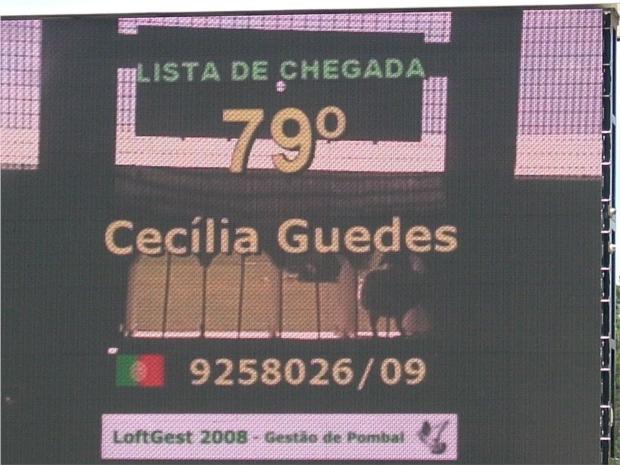 LISTA DE CHEGADA
79º
Cecília Guedes
9258026/09
LoftGest 2008 - Gestão de Pombal